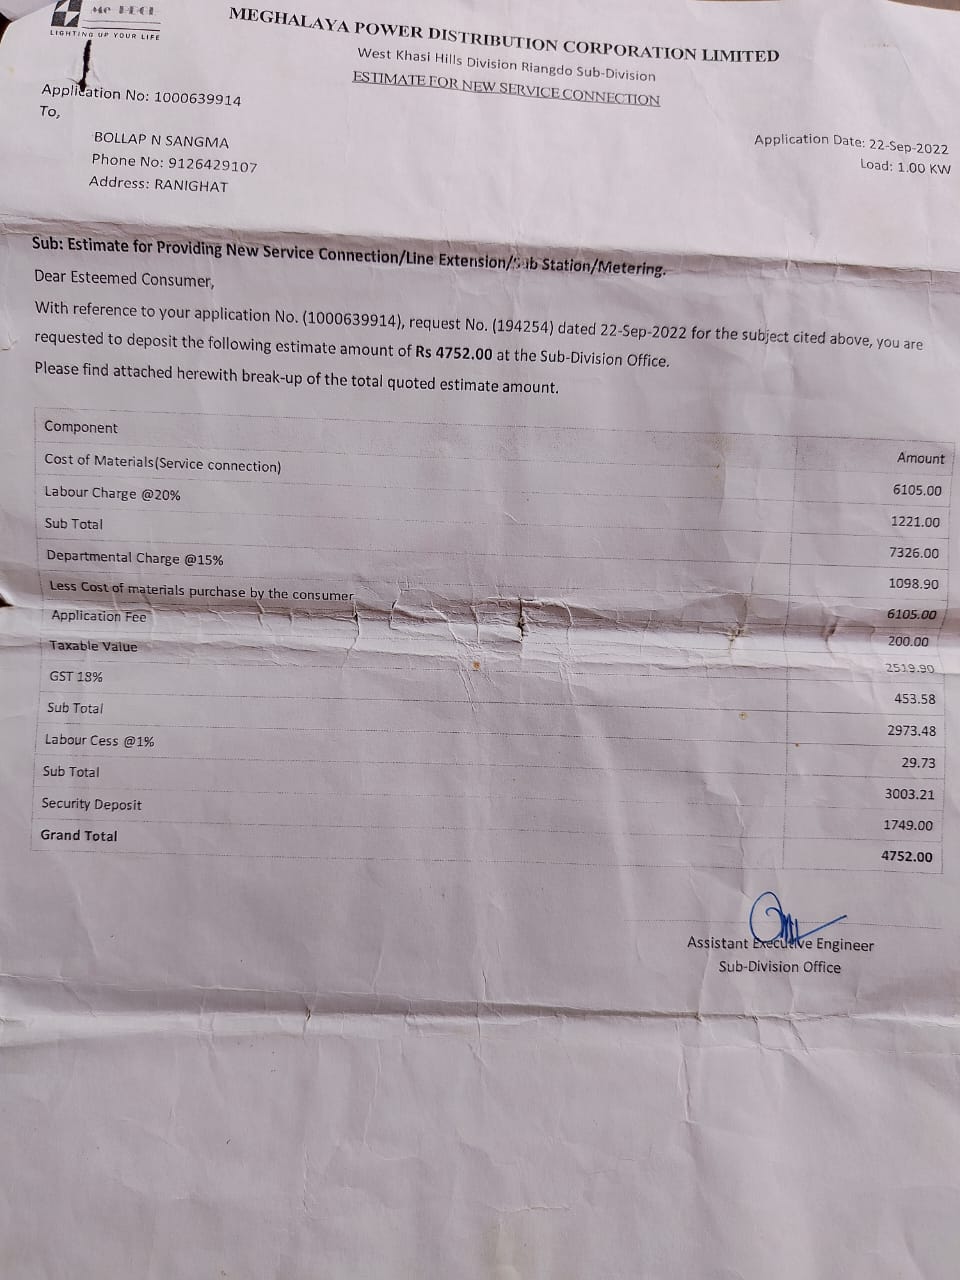 LIGHTING UP YOUR LIFE
MEGHALAYA POWER DISTRIBUTION CORPORATION LIMITED
West Khasi Hills Division Riangdo Sub-Division
ESTIMATE FOR NEW SERVICE CONNECTION
Application No: 1000639914
To,
BOLLAP N SANGMA
Phone No: 9126429107
Address: RANIGHAT
Application Date: 22-Sep-2022
Load: 1.00 KW
Sub: Estimate for Providing New Service Connection/Line Extension/Sub Station/Metering.
Dear Esteemed Consumer,
With reference to your application No. (1000639914), request No. (194254) dated 22-Sep-2022 for the subject cited above, you are
requested to deposit the following estimate amount of Rs 4752.00 at the Sub-Division Office.
Please find attached herewith break-up of the total quoted estimate amount.
Component Amount
Cost of Materials(Service connection) 6105.00
Labour Charge @20% 1221.00
Sub Total 7326.00
Departmental Charge @15% 1098.90
Less Cost of materials purchase by the consumer 6105.00
Application Fee 200.00
Taxable Value 2519.90
GST 18% 453.58
Sub Total 2973.48
Labour Cess @1% 29.73
Sub Total 3003.21
Security Deposit 1749.00
Grand Total 4752.00
Assistant Executive Engineer
Sub-Division Office